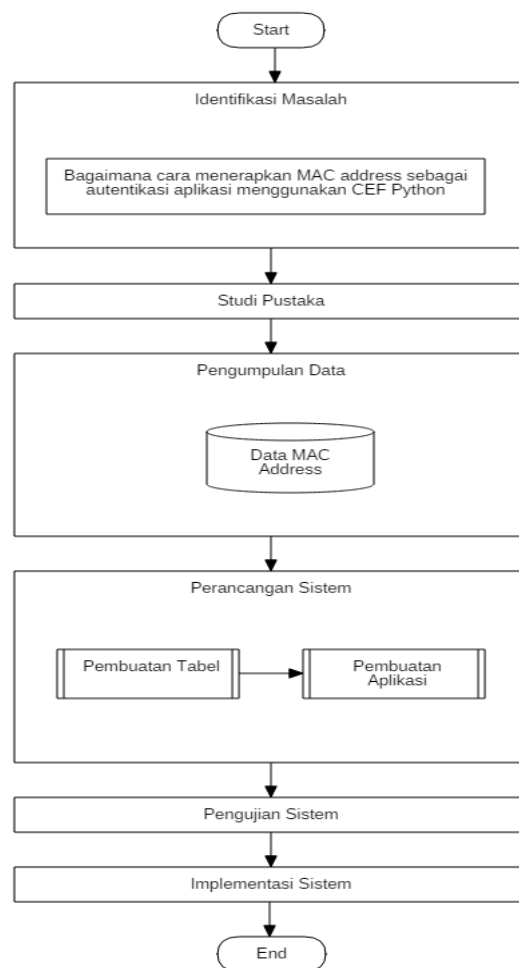 Start
Identifikasi Masalah
Bagaimana cara menerapkan MAC address sebagai
autentikasi aplikasi menggunakan CEF Python
Studi Pustaka
Pengumpulan Data
Data MAC
Address
Perancangan Sistem
Pembuatan Tabel
Pembuatan
Aplikasi
Pengujian Sistem
Implementasi Sistem
End